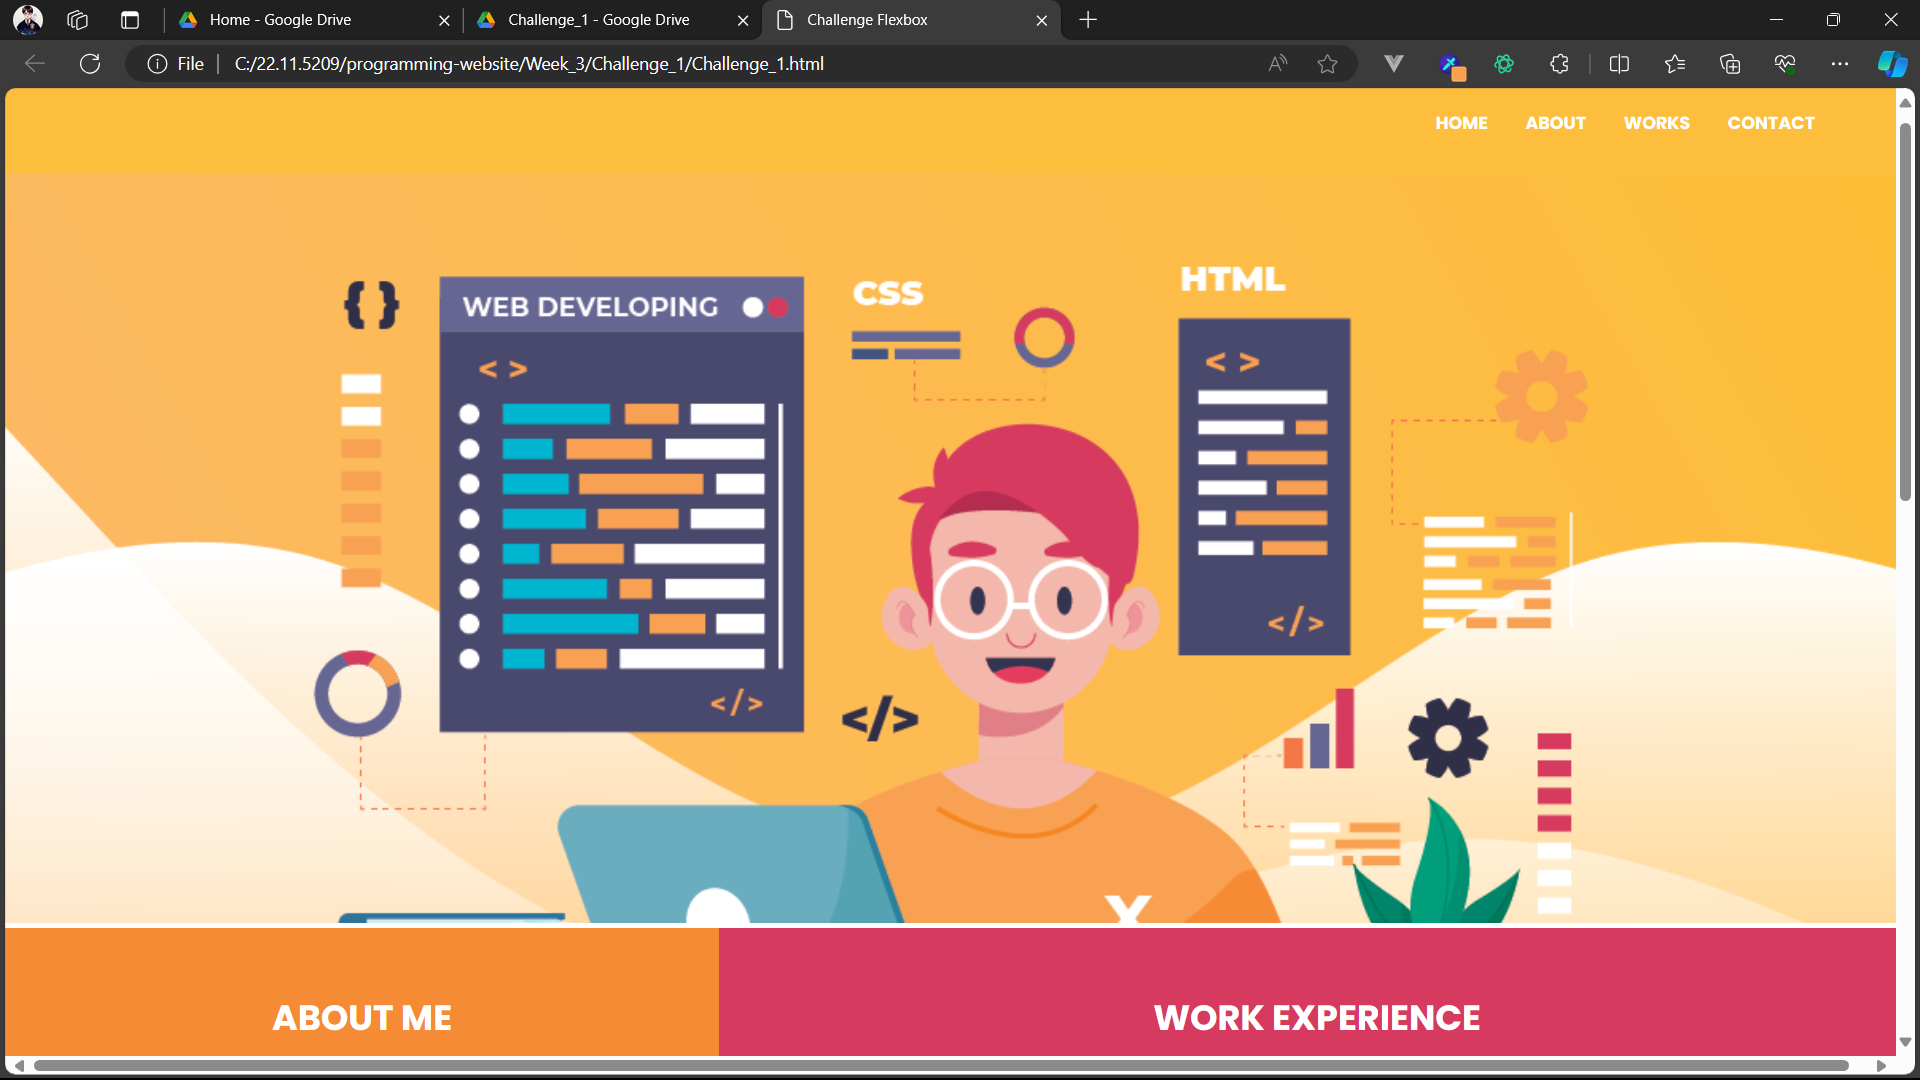 Home - Google Drive
Challenge_1 - Google Drive
Challenge Flexbox
File
C:/22.11.5209/programming-website/Week_3/Challenge_1/Challenge_1.html
HOME ABOUT WORKS CONTACT
{ }
WEB DEVELOPING
CSS
HTML
< >
< >
</>
</>
</>
X
ABOUT ME
WORK EXPERIENCE